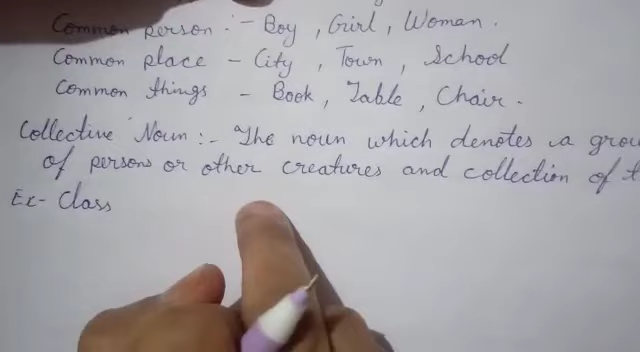 Common person :- Boy , Girl , Woman .
Common place - City , Town , School
Common things - Book , Table , Chair .
Collective Noun :- The noun which denotes a
of persons or other creatures and collection of
Ex- Class